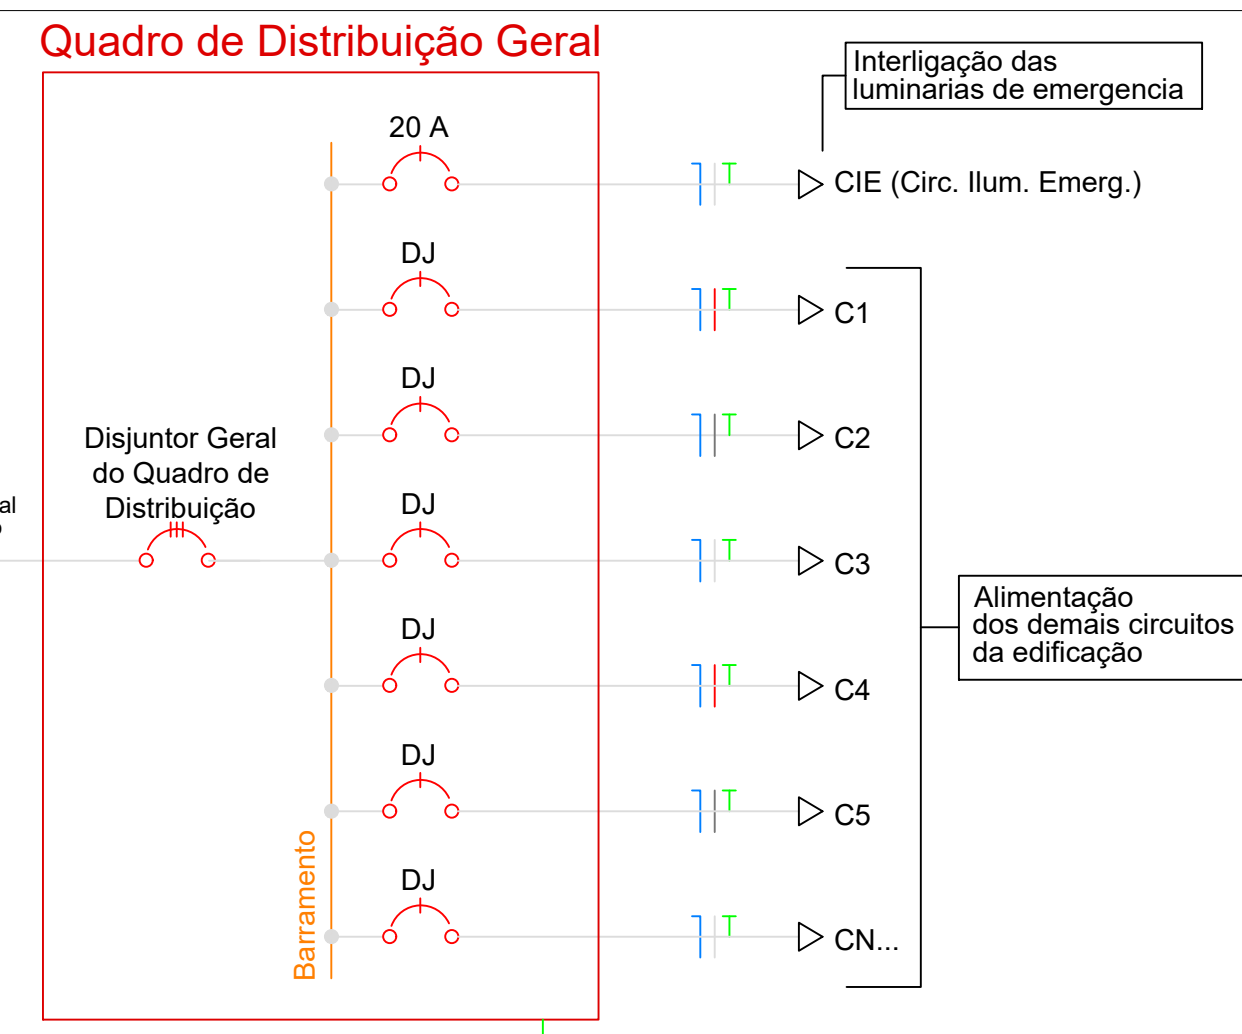 Quadro de Distribuição Geral
Interligação das
luminarias de emergencia
20 A
CIE (Circ. Ilum. Emerg.)
DJ
C1
DJ
C2
Disjuntor Geral
do Quadro de
Distribuição
al
DJ
C3
Alimentação
dos demais circuitos
da edificação
DJ
C4
DJ
C5
DJ
CN...
Barramento